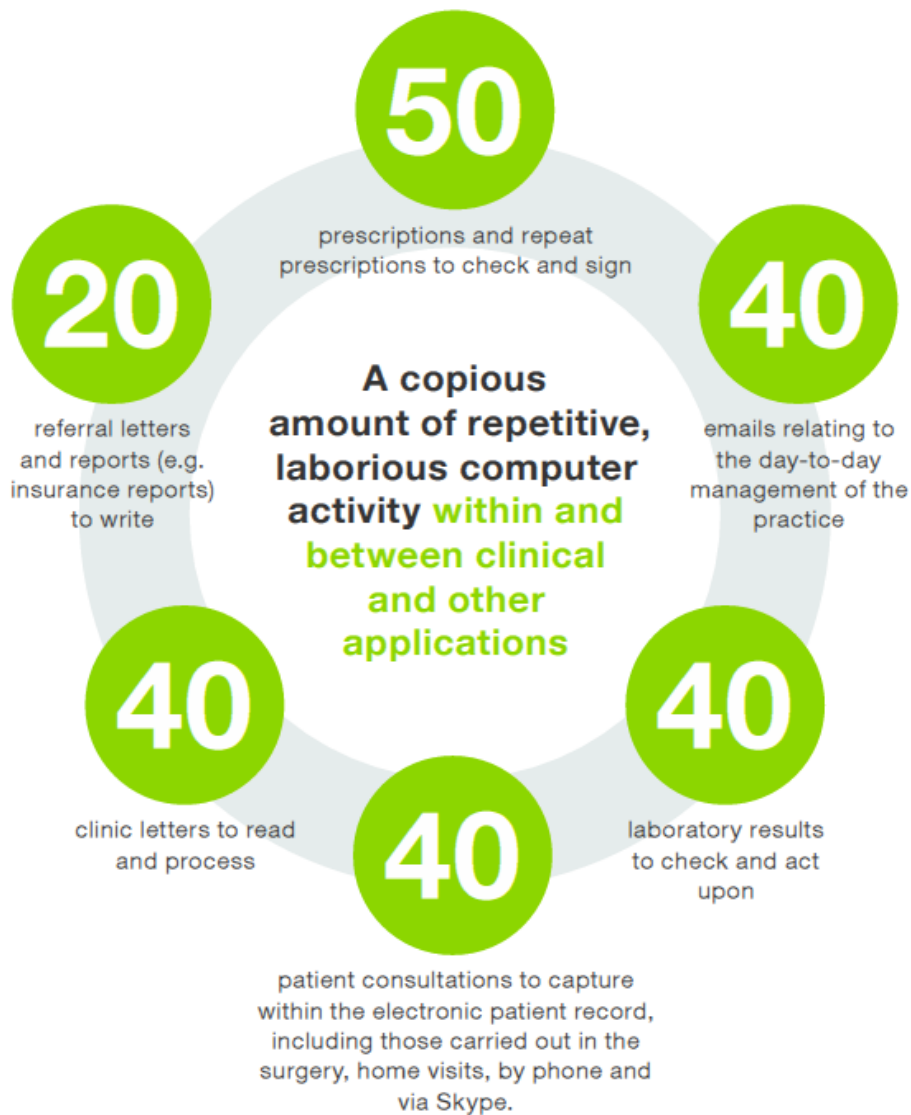 50
prescriptions and repeat
prescriptions to check and sign
40
emails relating to
the day-to-day
management of the
practice
40
laboratory results
to check and act
upon
40
patient consultations to capture
within the electronic patient record,
including those carried out in the
surgery, home visits, by phone and
via Skype.
40
clinic letters to read
and process
20
referral letters
and reports (e.g.
insurance reports)
to write
A copious
amount of repetitive,
laborious computer
activity within and
between clinical
and other
applications